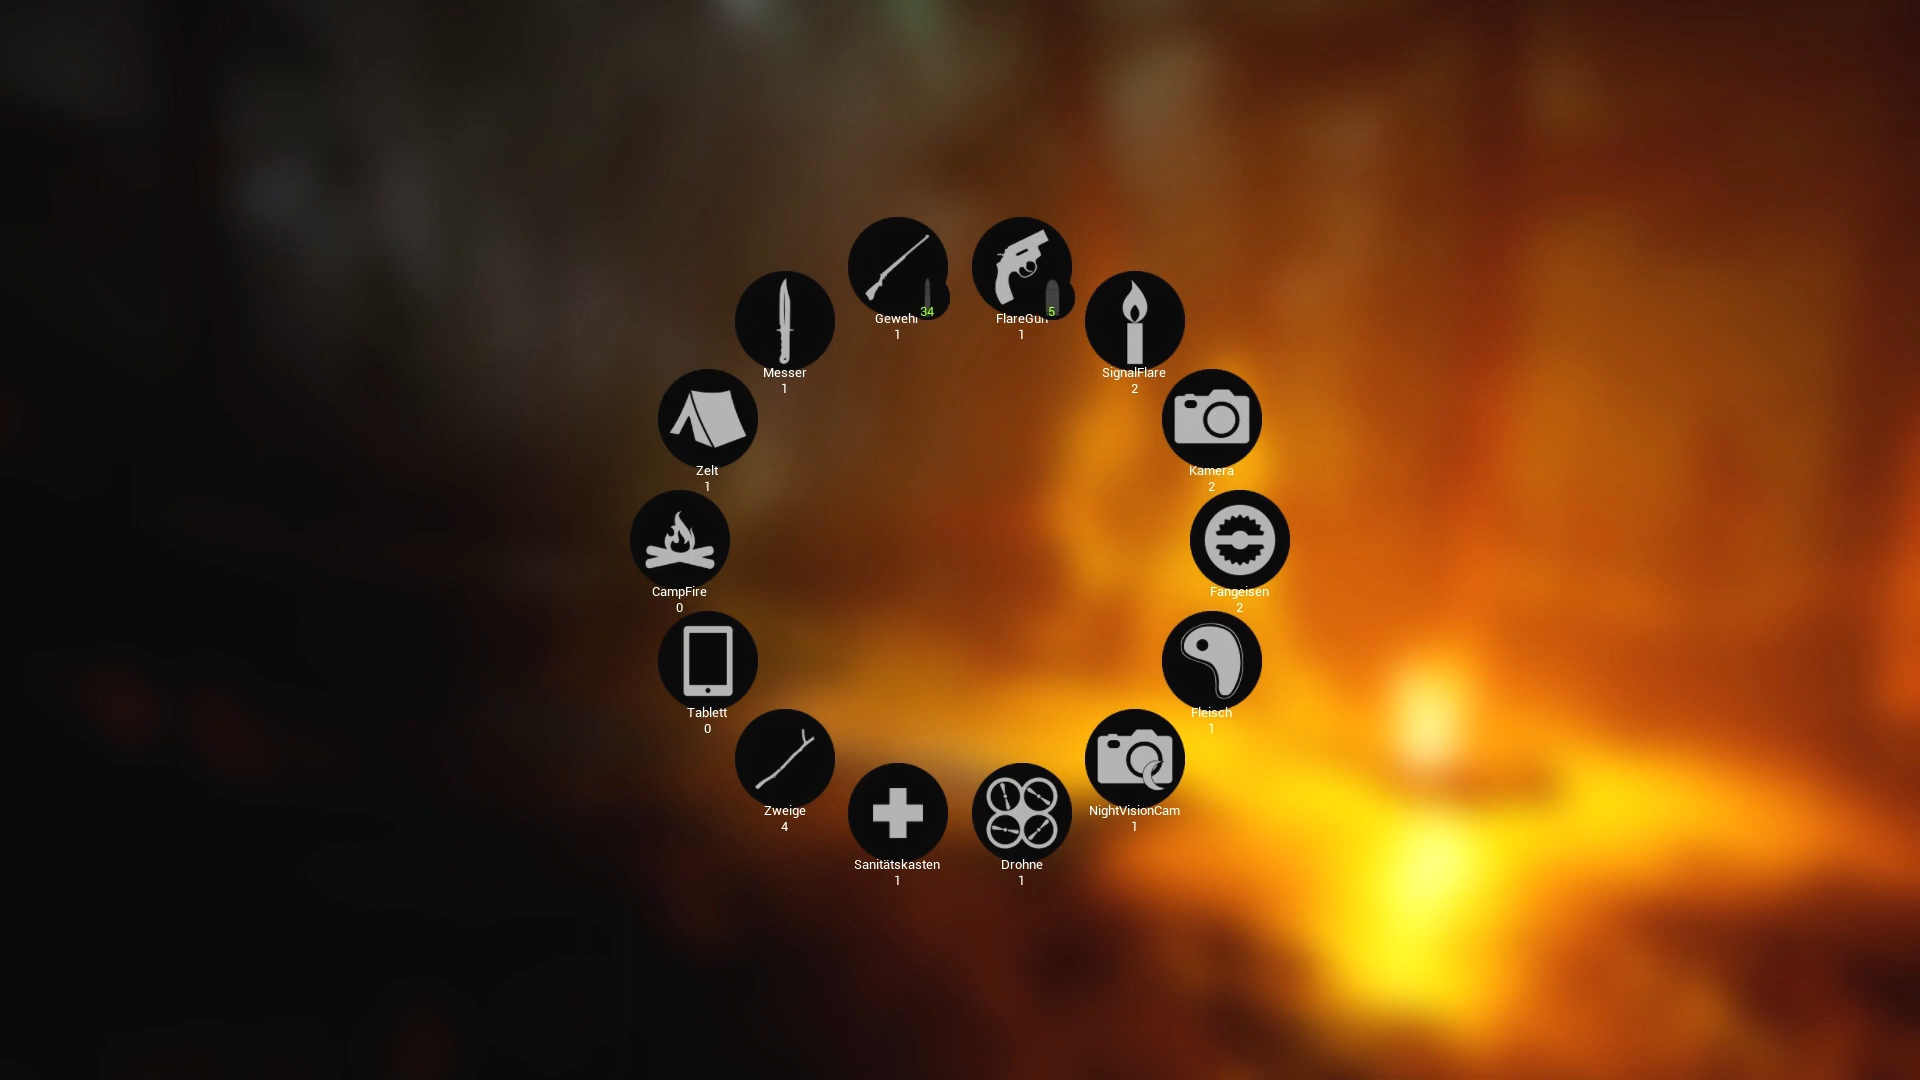 34
5
Gewehr
1
FlareGun
1
Messer
1
SignalFlare
2
Zelt
1
Kamera
2
CampFire
0
Fangeisen
2
Tablett
0
Fleisch
1
Zweige
4
NightVisionCam
1
Sanitätskasten
1
Drohne
1